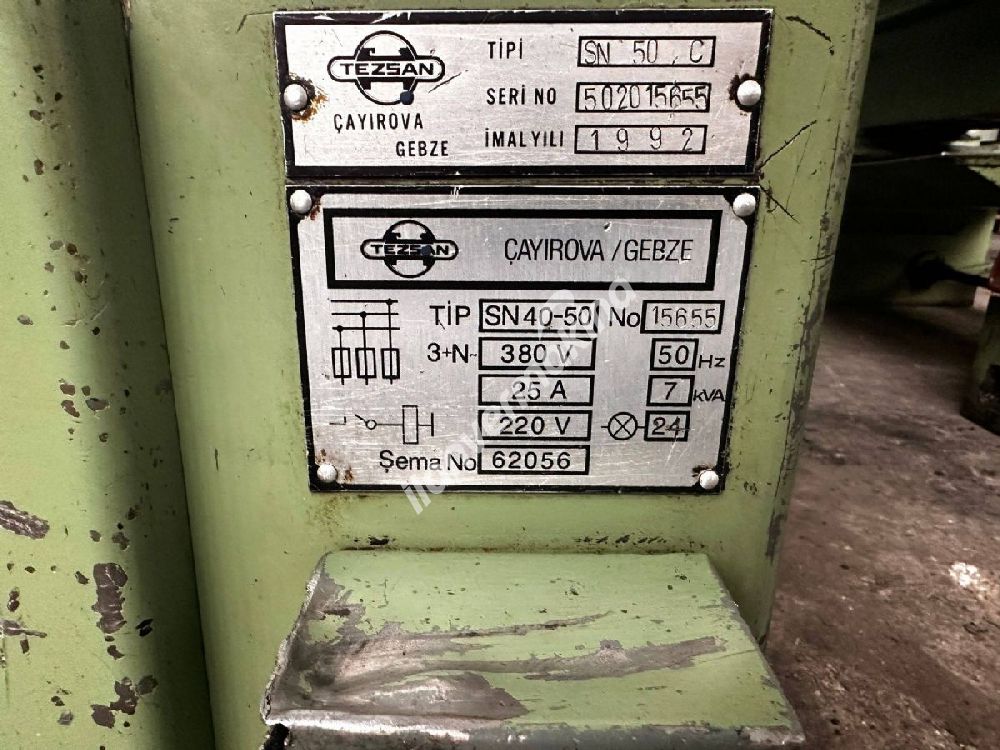 TEZSAN
ÇAYIROVA
GEBZE
TİPİ SN 50 C
SERI NO 502015655
İMAL YILI 1992
TEZSAN ÇAYIROVA / GEBZE
TİP SN 40-50 No 15655
3+N~ 380 V 50 Hz
25 A 7 kVA
220 V 24
Şema No 62056